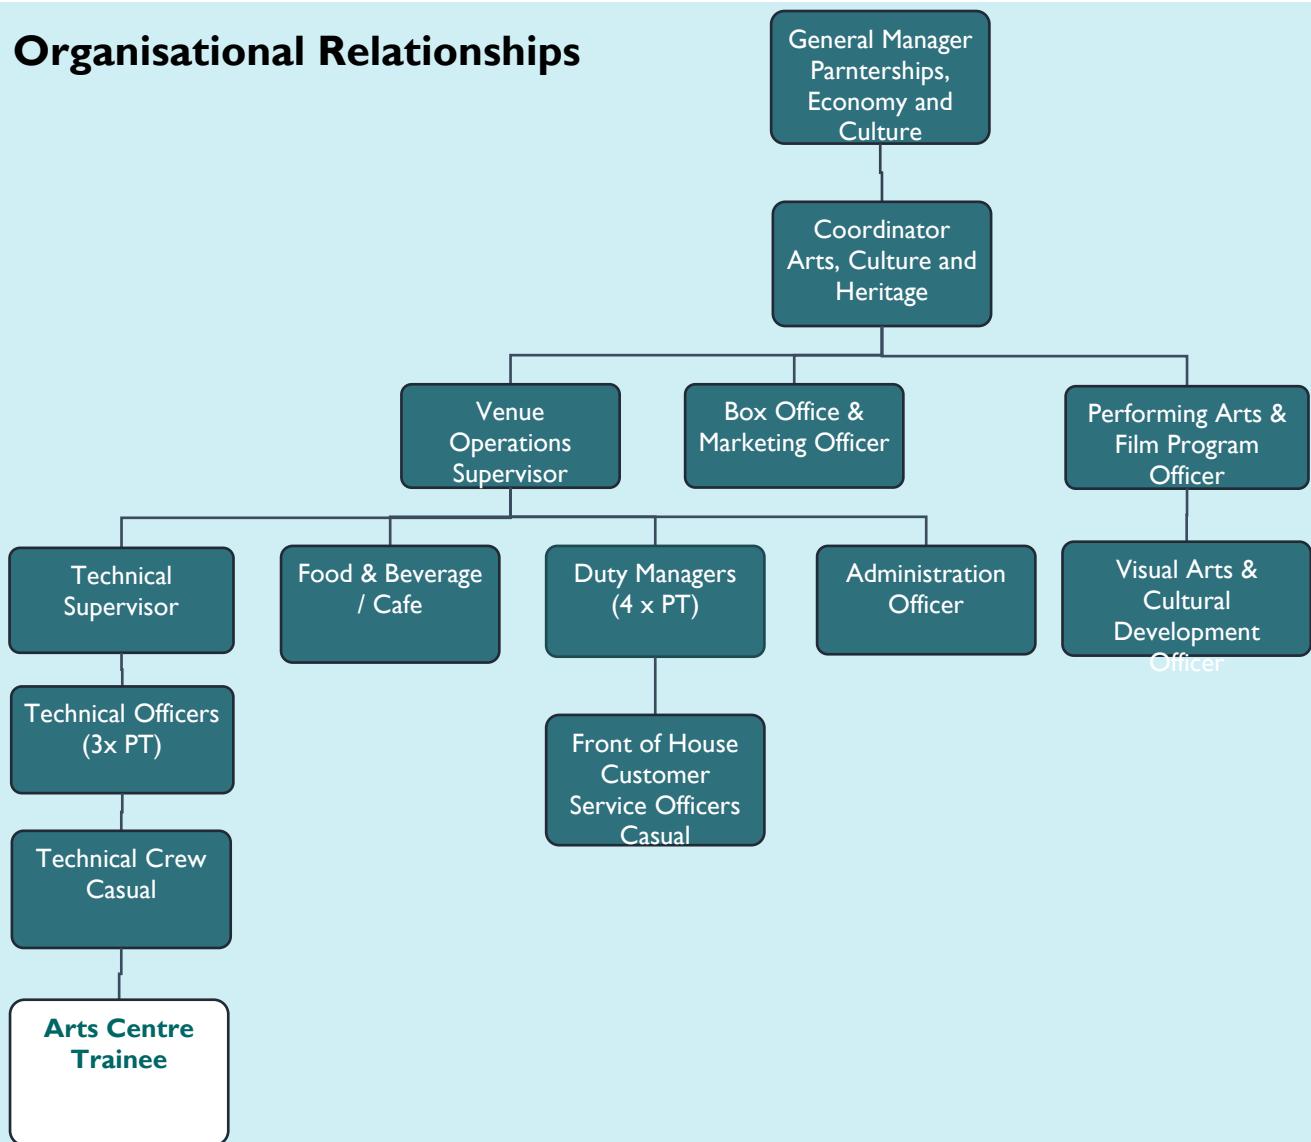 Organisational Relationships
General Manager
Parnterships,
Economy and
Culture
Coordinator
Arts, Culture and
Heritage
Venue
Operations
Supervisor
Box Office &
Marketing Officer
Performing Arts &
Film Program
Officer
Technical
Supervisor
Food & Beverage
/ Cafe
Duty Managers
(4 x PT)
Administration
Officer
Visual Arts &
Cultural
Development
Officer
Technical Officers
(3x PT)
Front of House
Customer
Service Officers
Casual
Technical Crew
Casual
Arts Centre
Trainee